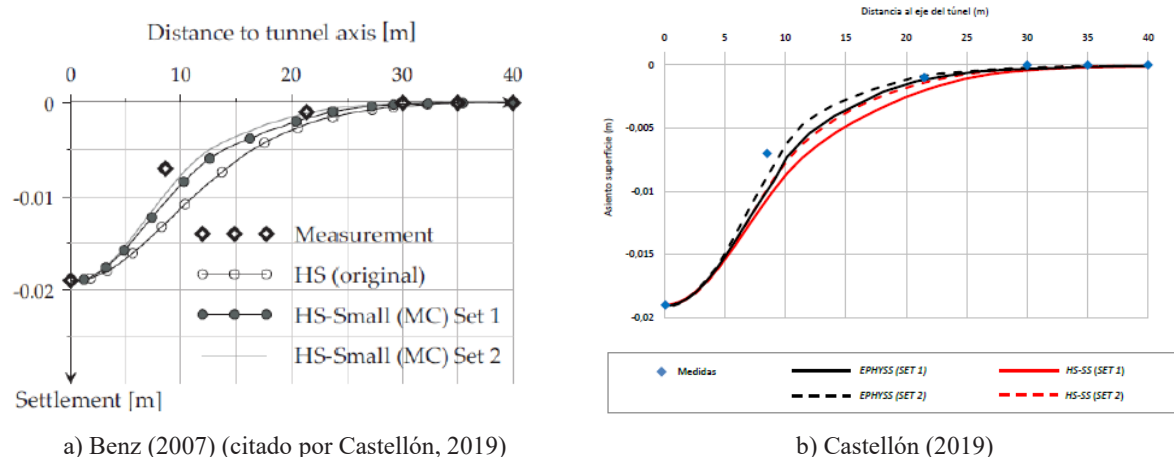 Distance to tunnel axis [m]
0 10 20 30 40
0
-0.01
-0.02
Measurement
HS (original)
HS-Small (MC) Set 1
HS-Small (MC) Set 2
Settlement [m]
a) Benz (2007) (citado por Castellón, 2019)
Distancia al eje del túnel (m)
0 5 10 15 20 25 30 35 40
0
-0,005
-0,01
-0,015
-0,02
Asiento superficie (m)
Medidas
EPHYSS (SET 1)
HS-SS (SET 1)
EPHYSS (SET 2)
HS-SS (SET 2)
b) Castellón (2019)